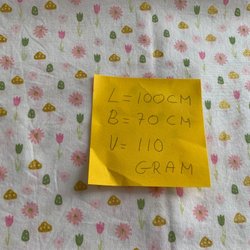 L = 100CM
B = 70 CM
V = 110
GRAM